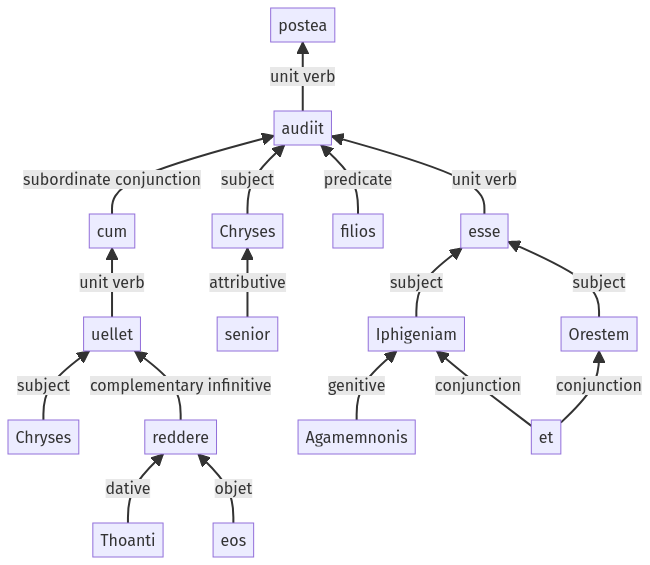 postea
unit verb
audiit
subordinate conjunction subject predicate unit verb
cum Chryses filios esse
unit verb attributive subject subject
uellet senior Iphigeniam Orestem
subject complementary infinitive genitive conjunction conjunction
Chryses reddere Agamemnonis et
dative objet
Thoanti eos